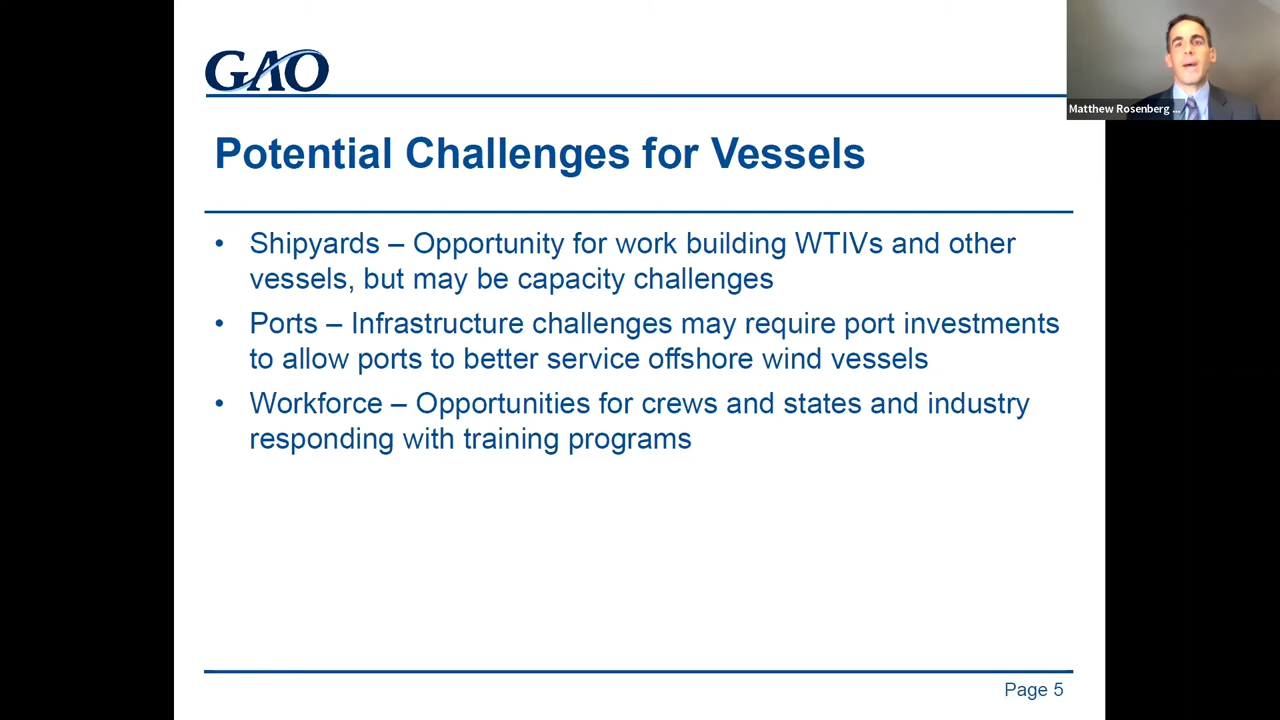 GAO
Matthew Rosenberg ...
Potential Challenges for Vessels
• Shipyards – Opportunity for work building WTIVs and other
vessels, but may be capacity challenges
• Ports – Infrastructure challenges may require port investments
to allow ports to better service offshore wind vessels
• Workforce – Opportunities for crews and states and industry
responding with training programs
Page 5